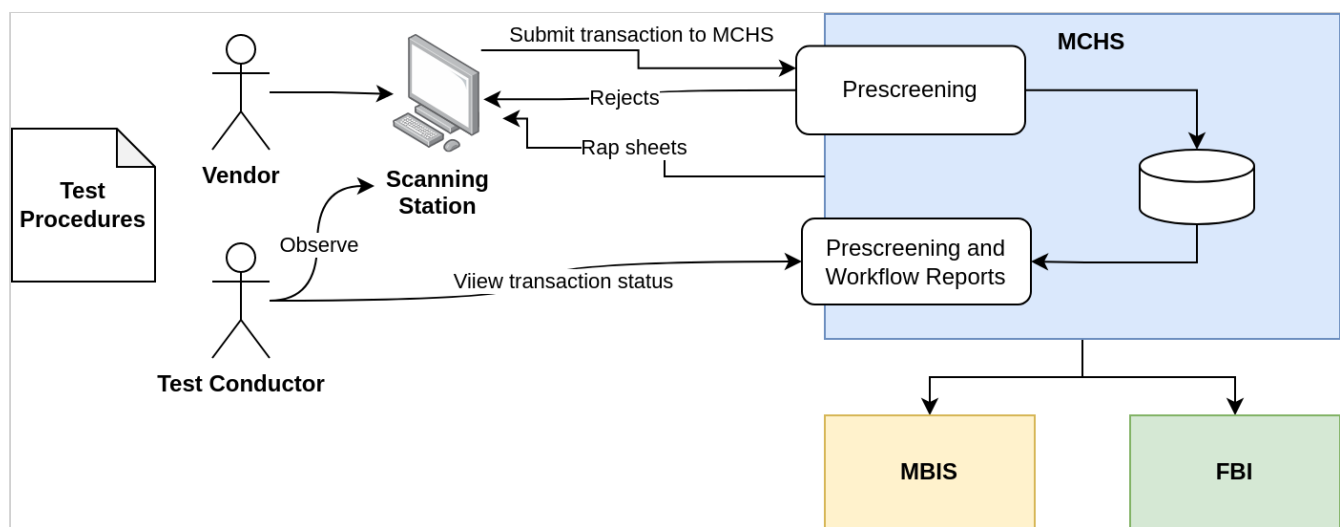 Submit transaction to MCHS
MCHS
Prescreening
Rejects
Rap sheets
Vendor
Scanning
Station
Test
Procedures
Observe
Prescreening and
Workflow Reports
Viiew transaction status
Test Conductor
MBIS
FBI